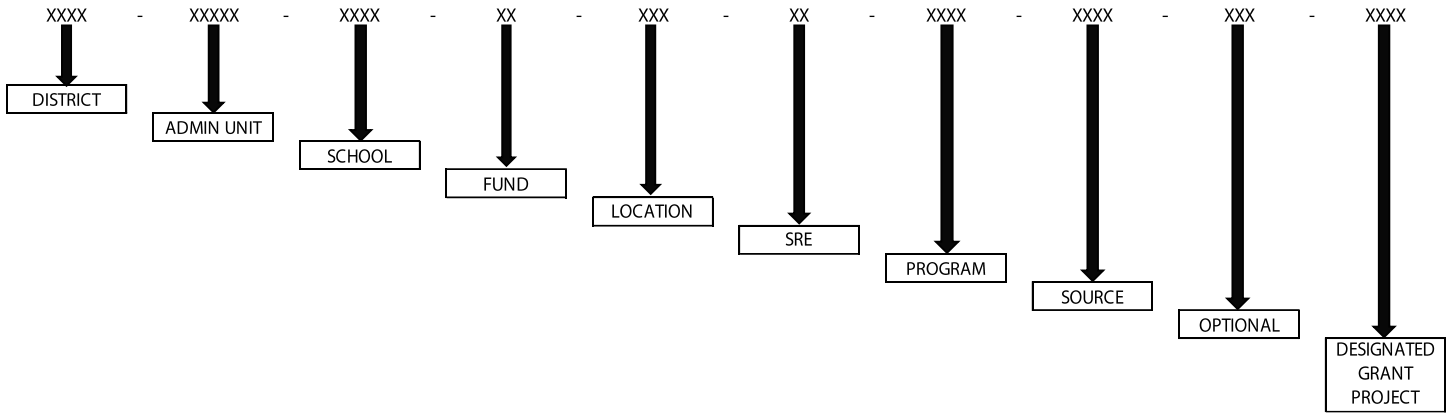 XXXX - XXXXX - XXXX - XX - XXX - XX - XXXX - XXXX - XXX - XXXX
DISTRICT
ADMIN UNIT
SCHOOL
FUND
LOCATION
SRE
PROGRAM
SOURCE
OPTIONAL
DESIGNATED
GRANT
PROJECT